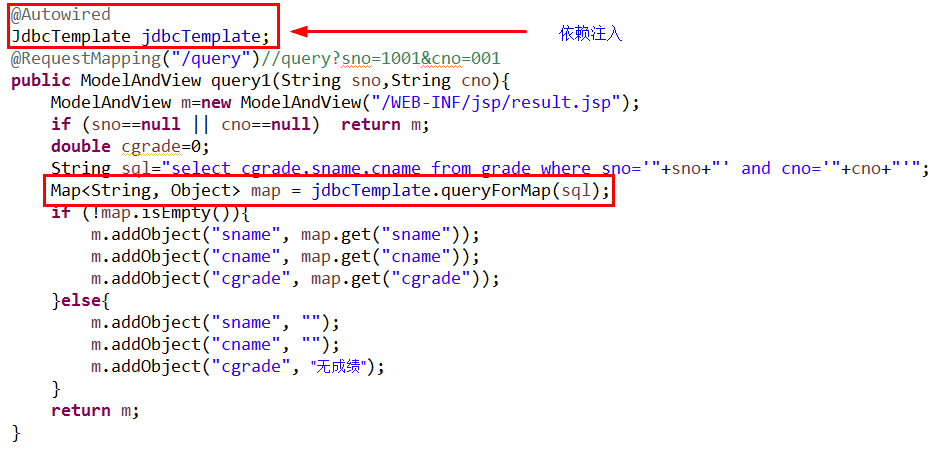 @Autowired
JdbcTemplate jdbcTemplate;
依赖注入
@RequestMapping("/query")//query?sno=1001&cno=001
public ModelAndView query1(String sno,String cno){
    ModelAndView m=new ModelAndView("/WEB-INF/jsp/result.jsp");
    if (sno==null || cno==null)  return m;
    double cgrade=0;
    String sql="select cgrade,sname,cname from grade where sno='"+sno+"' and cno='"+cno+"'";
    Map<String, Object> map = jdbcTemplate.queryForMap(sql);
    if (!map.isEmpty()){
        m.addObject("sname", map.get("sname"));
        m.addObject("cname", map.get("cname"));
        m.addObject("cgrade", map.get("cgrade"));
    }else{
        m.addObject("sname", "");
        m.addObject("cname", "");
        m.addObject("cgrade", "无成绩");
    }
    return m;
}